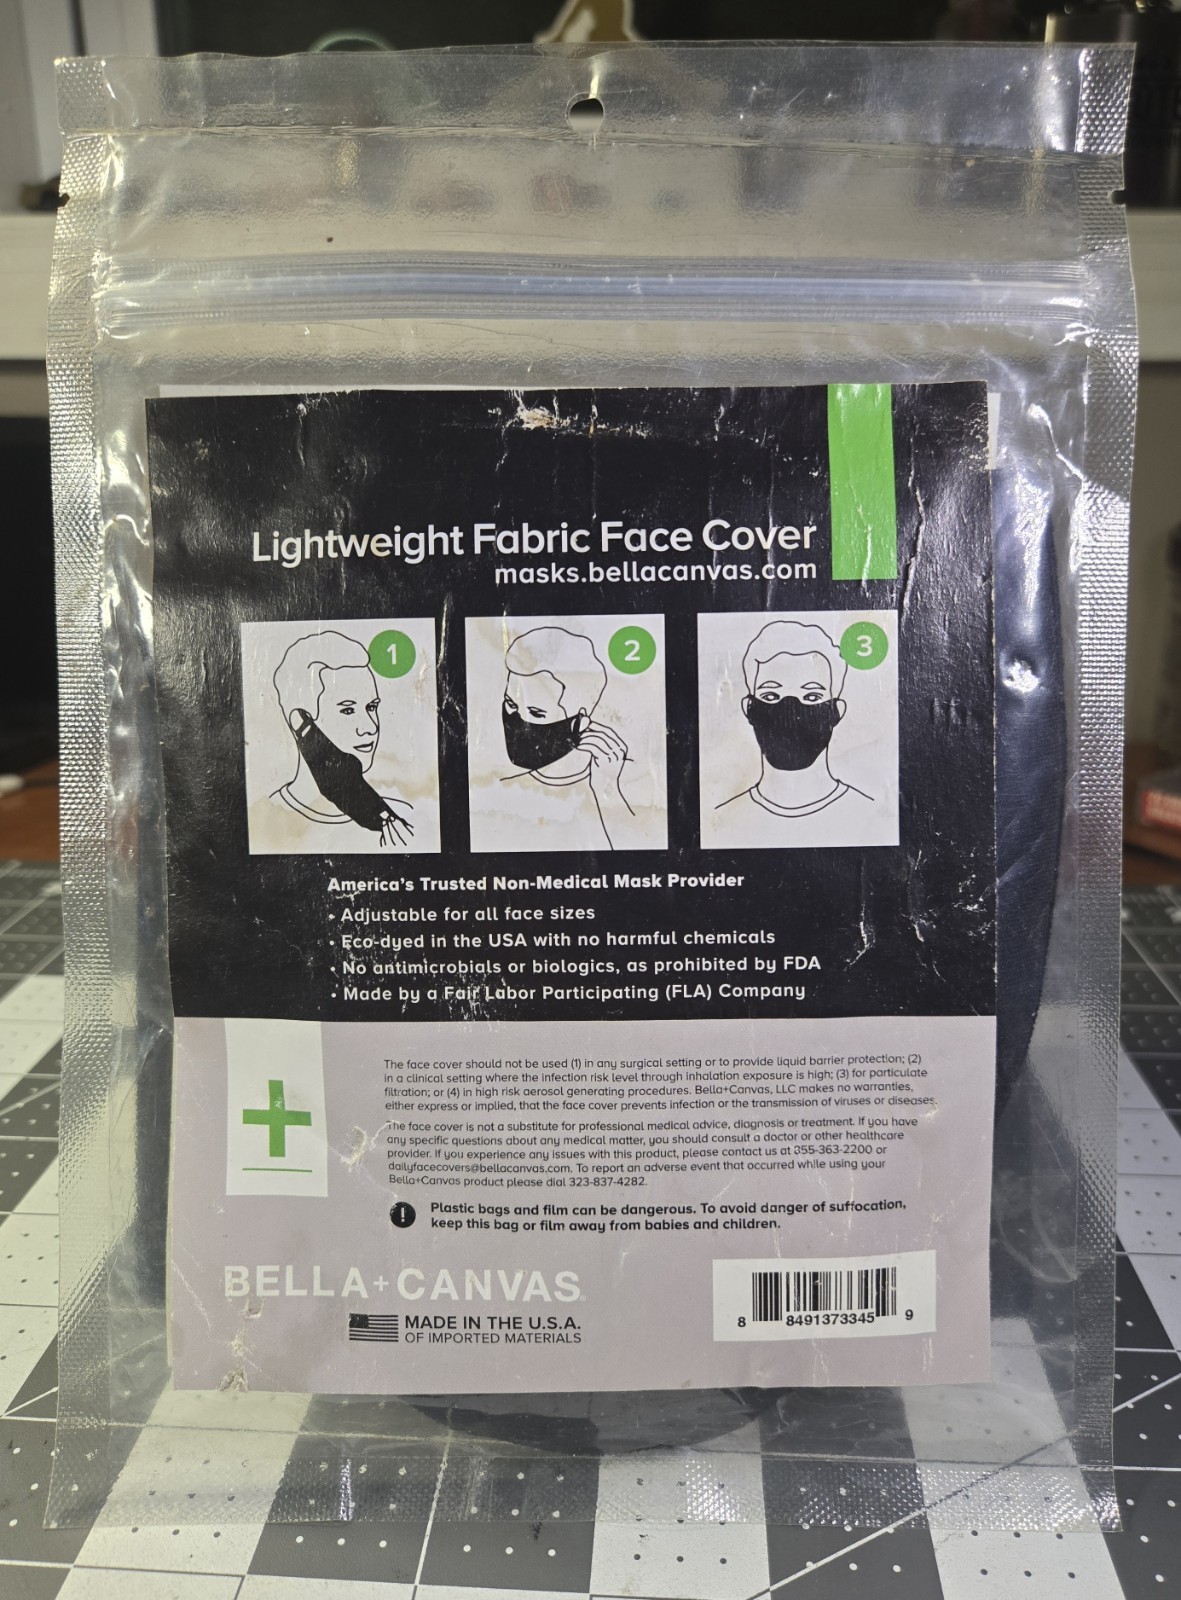 Lightweight Fabric Face Cover
masks.bellacanvas.com
1
2
3
America's Trusted Non-Medical Mask Provider
• Adjustable for all face sizes
• Eco-dyed in the USA with no harmful chemicals
• No antimicrobials or biologics, as prohibited by FDA
• Made by a Fair Labor Participating (FLA) Company
The face cover should not be used (1) in any surgical setting or to provide liquid barrier protection; (2)
in a clinical setting where the infection risk level through inhalation exposure is high; (3) for particulate
filtration; or (4) in high risk aerosol generating procedures. Bella+Canvas, LLC makes no warranties,
either express or implied, that the face cover prevents infection or the transmission of viruses or diseases.
The face cover is not a substitute for professional medical advice, diagnosis or treatment. If you have
any specific questions about any medical matter, you should consult a doctor or other healthcare
provider. If you experience any issues with this product, please contact us at 355-363-2200 or
dailyfacecovers@bellacanvas.com. To report an adverse event that occurred while using your
Bella+Canvas product please dial 323-837-4282.
! Plastic bags and film can be dangerous. To avoid danger of suffocation,
keep this bag or film away from babies and children.
BELLA+CANVAS
MADE IN THE U.S.A.
OF IMPORTED MATERIALS
8 8491373345 9